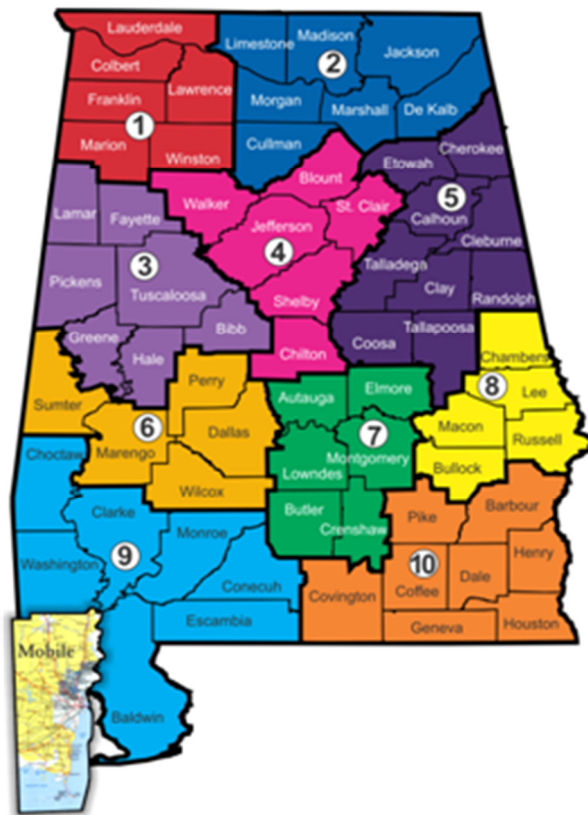 Lauderdale
Limestone
Madison
Jackson
Colbert
Lawrence
2
Franklin
Morgan
Marshall
De Kalb
1
Marion
Winston
Cullman
Cherokee
Etowah
Blount
Walker
St. Clair
5
Lamar
Fayette
Jefferson
Calhoun
4
Cleburne
3
Talladega
Pickens
Tuscaloosa
Clay
Shelby
Randolph
Greene
Bibb
Coosa
Tallapoosa
Hale
Chilton
Chambers
Perry
Autauga
Elmore
8
Lee
Sumter
6
Dallas
7
Macon
Marengo
Russell
Choctaw
Lowndes
Montgomery
Bullock
Wilcox
Clarke
Butler
Pike
Barbour
Monroe
Crenshaw
9
Washington
10
Henry
Conecuh
Covington
Coffee
Dale
Escambia
Geneva
Houston
Mobile
Baldwin